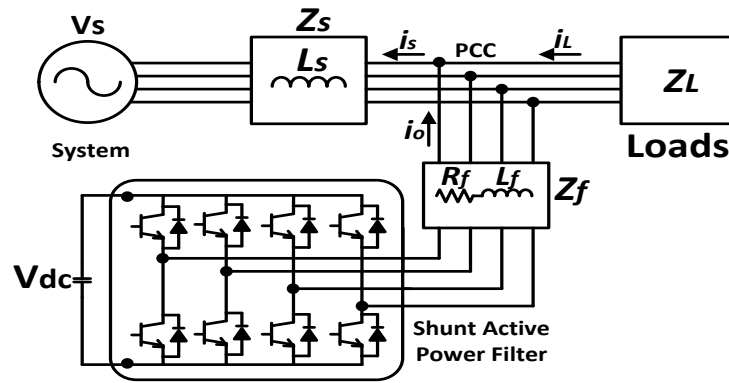 Vs
Zs
Ls
is
PCC
iL
ZL
Loads
System
io
Rf
Lf
Zf
Vdc
Shunt Active
Power Filter